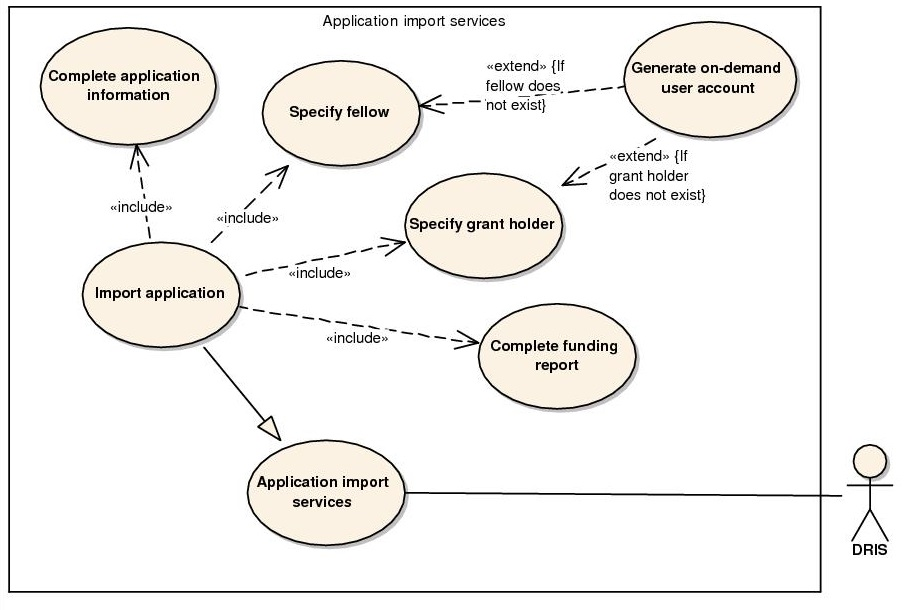 Application import services
Complete application
information
Specify fellow
«extend» {If
fellow does
not exist}
Generate on-demand
user account
«extend» {If
grant holder
does not exist}
«include»
«include»
Specify grant holder
«include»
Import application
«include»
Complete funding
report
Application import
services
DRIS